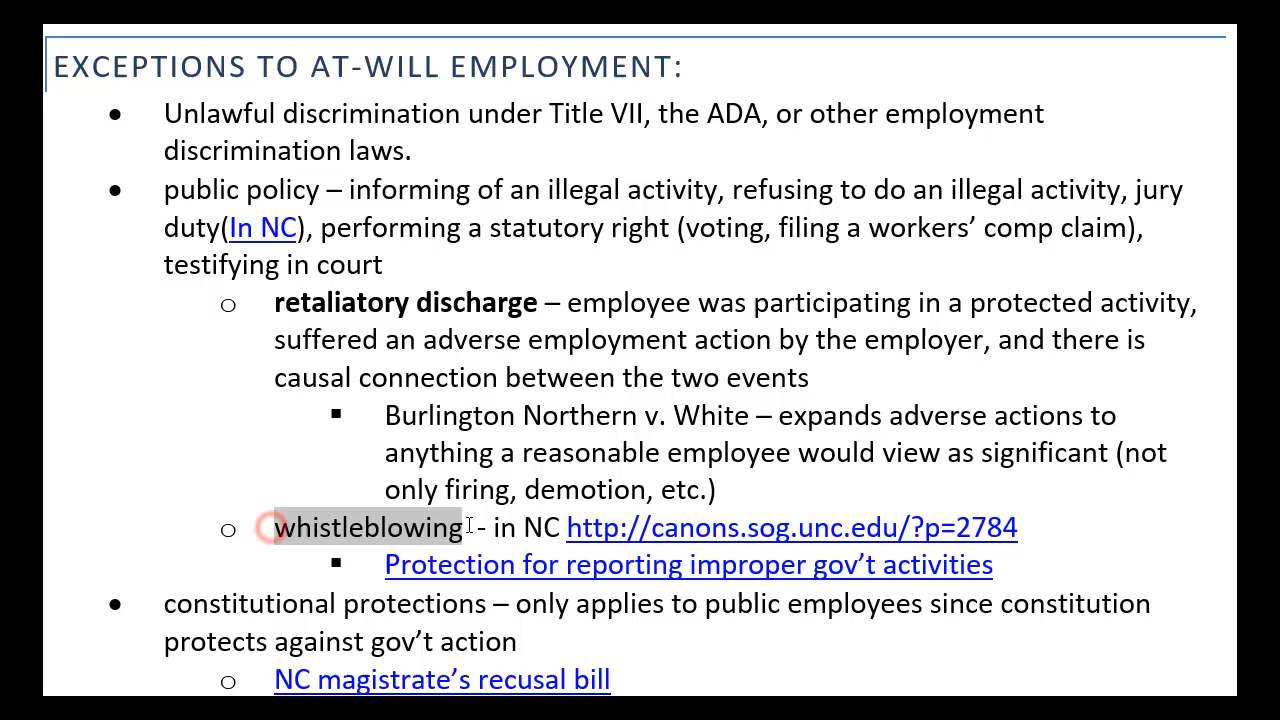 EXCEPTIONS TO AT-WILL EMPLOYMENT:
• Unlawful discrimination under Title VII, the ADA, or other employment
discrimination laws.
• public policy – informing of an illegal activity, refusing to do an illegal activity, jury
duty(In NC), performing a statutory right (voting, filing a workers’ comp claim),
testifying in court
o retaliatory discharge – employee was participating in a protected activity,
suffered an adverse employment action by the employer, and there is
causal connection between the two events
▪ Burlington Northern v. White – expands adverse actions to
anything a reasonable employee would view as significant (not
only firing, demotion, etc.)
o whistleblowing - in NC http://canons.sog.unc.edu/?p=2784
▪ Protection for reporting improper gov’t activities
• constitutional protections – only applies to public employees since constitution
protects against gov’t action
o NC magistrate’s recusal bill